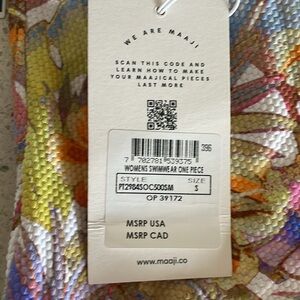 WE ARE MAAJI
SCAN THIS CODE AND
LEARN HOW TO MAKE
YOUR MAAJICAL PIECES
LAST MORE
396
7 702781 539375
WOMENS SWIMWEAR ONE PIECE
STYLE SIZE
PT2984SOC500SM S
OP 39172
MSRP USA
MSRP CAD
www.maaji.co